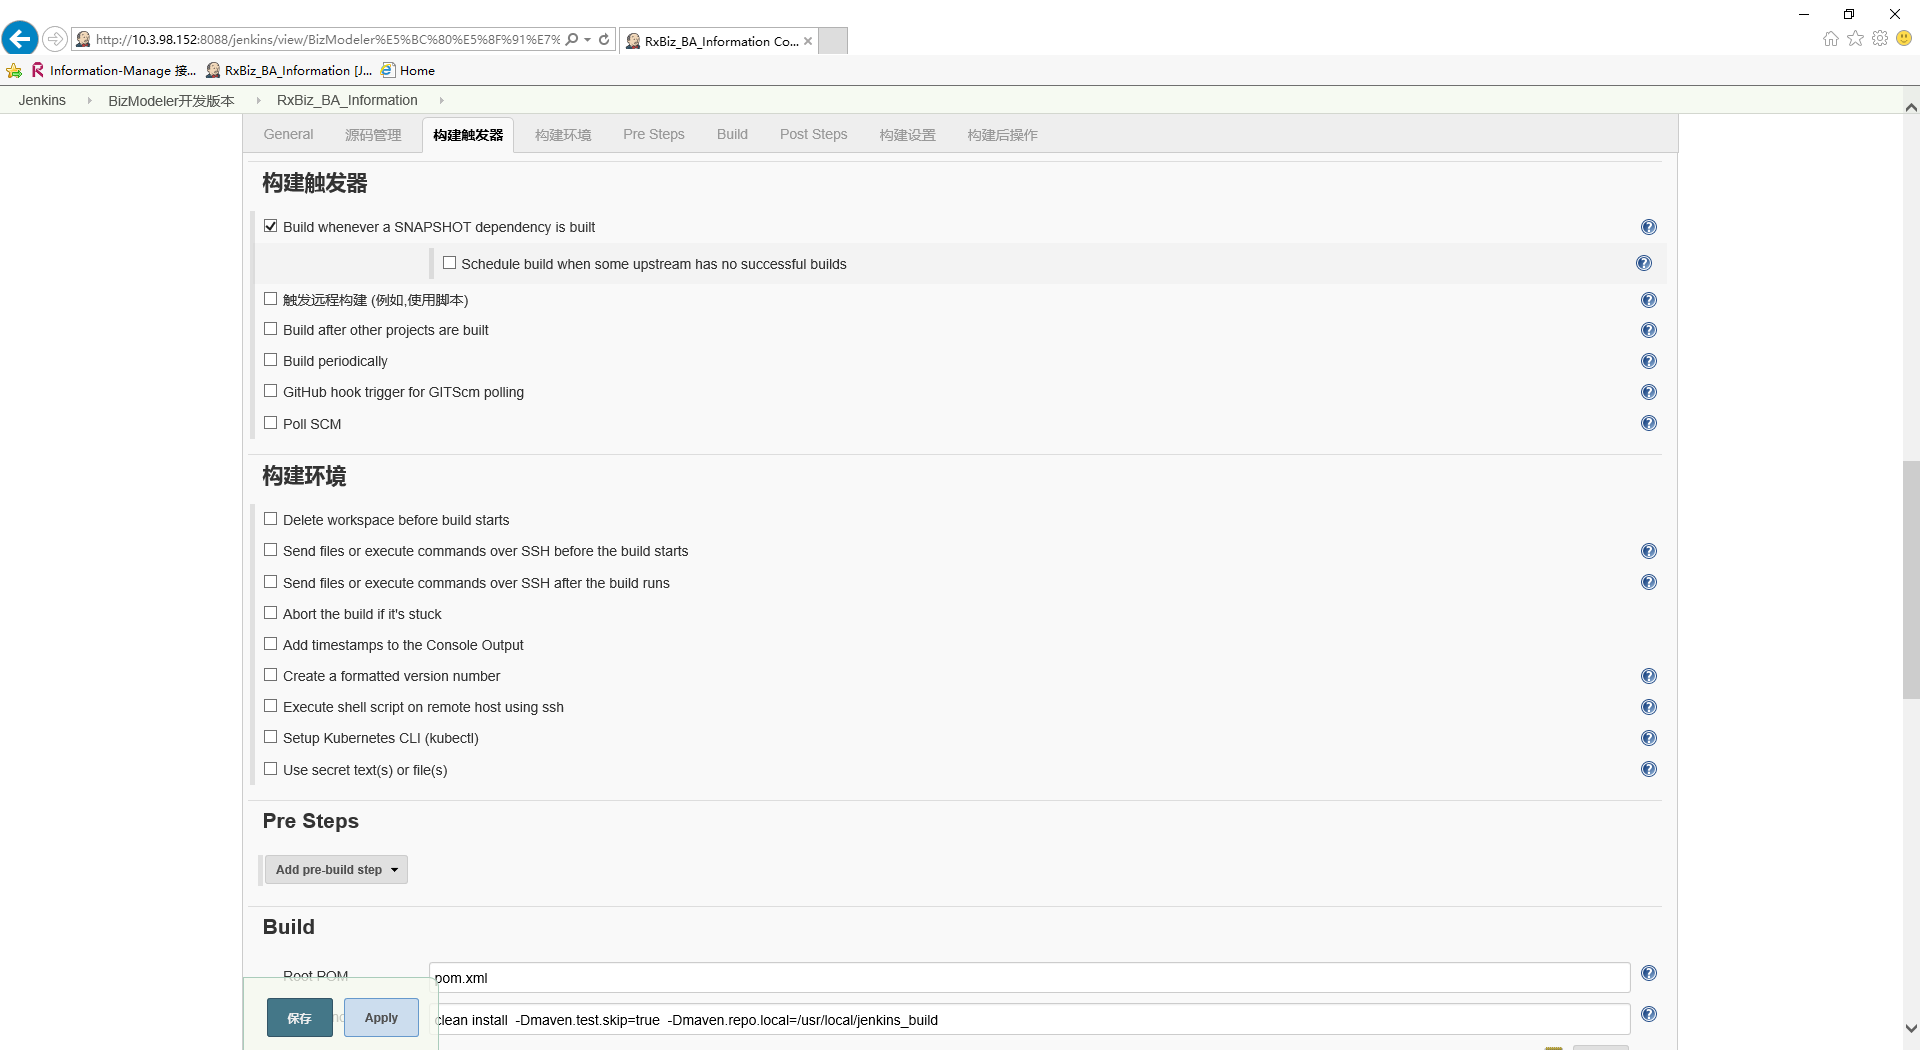 http://10.3.98.152:8088/jenkins/view/BizModeler%E5%BC%80%E5%8F%91%E7%
RxBiz_BA_Information Co...
Information-Manage 接... RxBiz_BA_Information [J... Home
Jenkins BizModeler开发版本 RxBiz_BA_Information
General 源码管理 构建触发器 构建环境 Pre Steps Build Post Steps 构建设置 构建后操作
构建触发器
Build whenever a SNAPSHOT dependency is built
Schedule build when some upstream has no successful builds
触发远程构建 (例如,使用脚本)
Build after other projects are built
Build periodically
GitHub hook trigger for GITScm polling
Poll SCM
构建环境
Delete workspace before build starts
Send files or execute commands over SSH before the build starts
Send files or execute commands over SSH after the build runs
Abort the build if it's stuck
Add timestamps to the Console Output
Create a formatted version number
Execute shell script on remote host using ssh
Setup Kubernetes CLI (kubectl)
Use secret text(s) or file(s)
Pre Steps
Add pre-build step
Build
Root POM pom.xml
保存 Apply clean install -Dmaven.test.skip=true -Dmaven.repo.local=/usr/local/jenkins_build